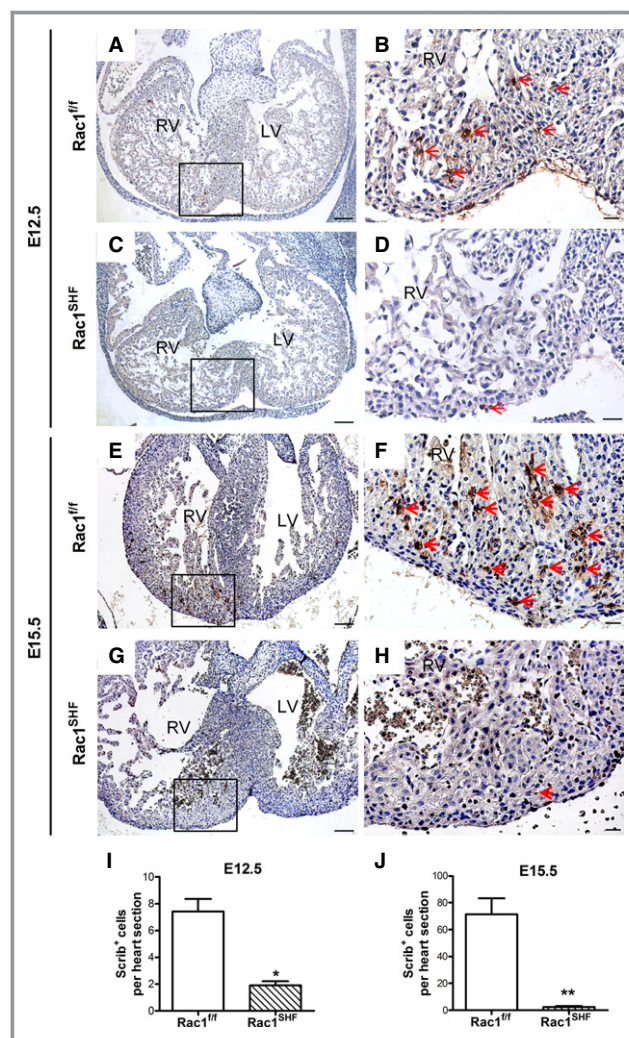 A
B
Rac1f/f
RV
LV
RV
E12.5
C
D
Rac1SHF
RV
LV
RV
E
F
Rac1f/f
RV
LV
RV
E15.5
G
H
Rac1SHF
RV
LV
RV
I
J
E12.5
E15.5
Scrib+ cells
per heart section
8
6
4
2
0
*
Rac1f/f
Rac1SHF
Scrib+ cells
per heart section
100
80
60
40
20
0
**
Rac1f/f
Rac1SHF